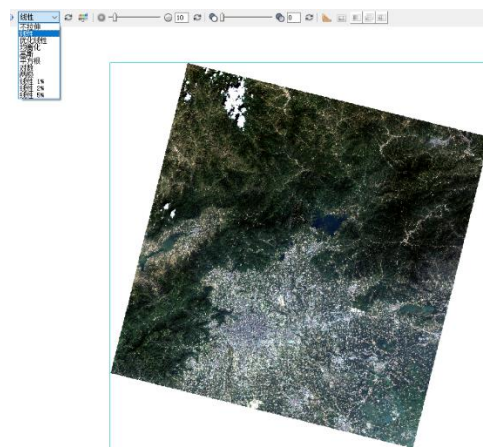 线性 10 0
不拉伸
线性
优化线性
均衡化
高斯
平方根
对数
线性 1%
线性 2%
线性 5%